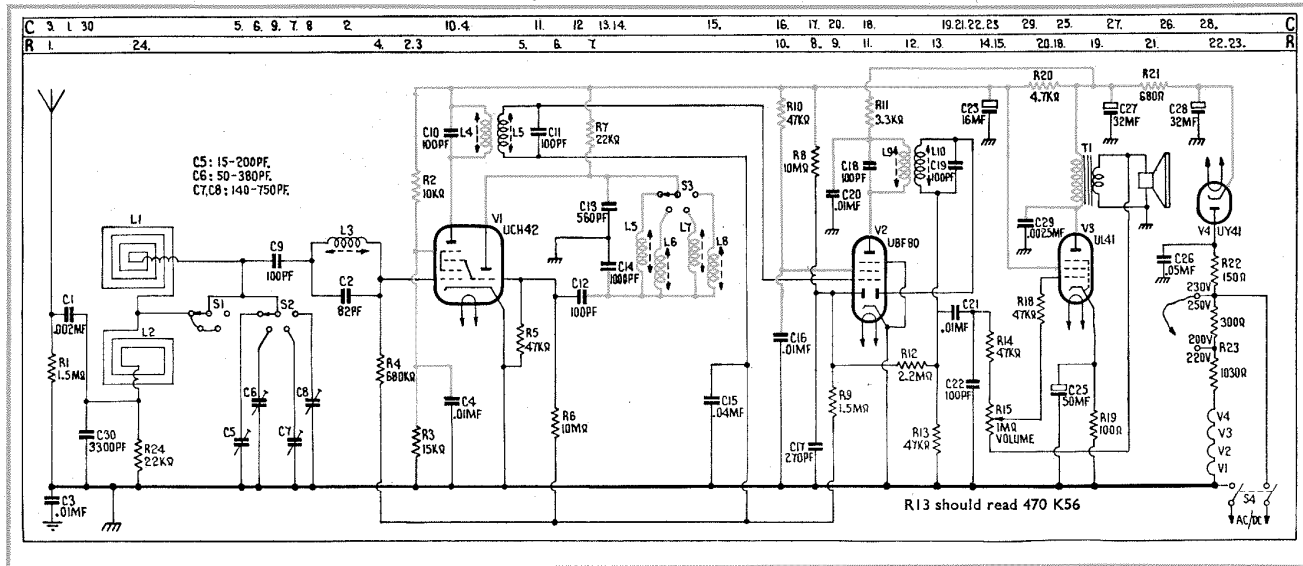 C 3. 1. 30 5. 6. 9. 7. 8 2. 10.4. 11. 12 13.14. 15. 16. 17. 20. 18. 19.21.22.23 29. 25. 27. 26. 28. C
R 1. 24. 4. 2.3 5. 6. 7. 10. 8. 9. 11. 12. 13. 14.15. 20.18. 19. 21. 22.23. R
C5: 15-200PF.
C6: 50-380PF.
C7,C8: 140-750PF.
L1
L2
C1
.002MF
R1
1.5MΩ
C3
.01MF
C30
3300PF
R24
22KΩ
S1
S2
C9
100PF
C5
C6
C7
C8
L3
C2
82PF
R4
680KΩ
R2
10KΩ
R3
15KΩ
C4
.01MF
C10
100PF
L4
L5
C11
100PF
V1
UCH42
R5
47KΩ
R6
10MΩ
C12
100PF
R7
22KΩ
C13
560PF
C14
1000PF
S3
L5
L6
L7
L8
C15
.04MF
R10
47KΩ
C16
.01MF
R8
10MΩ
C17
270PF
C20
.01MF
R9
1.5MΩ
R11
3.3KΩ
C18
100PF
L9
L10
C19
100PF
V2
UBF80
R12
2.2MΩ
R13
47KΩ
C21
.01MF
C22
100PF
R14
47KΩ
R15
1MΩ
VOLUME
C23
16MF
R20
4.7KΩ
R18
47KΩ
C29
.0025MF
V3
UL41
C25
50MF
R19
100Ω
T1
C27
32MF
R21
680Ω
C28
32MF
V4
UY41
C26
.05MF
R22
150Ω
230V
250V
300Ω
200V
220V
R23
1030Ω
V4
V3
V2
V1
S4
AC/DC
R13 should read 470 K56